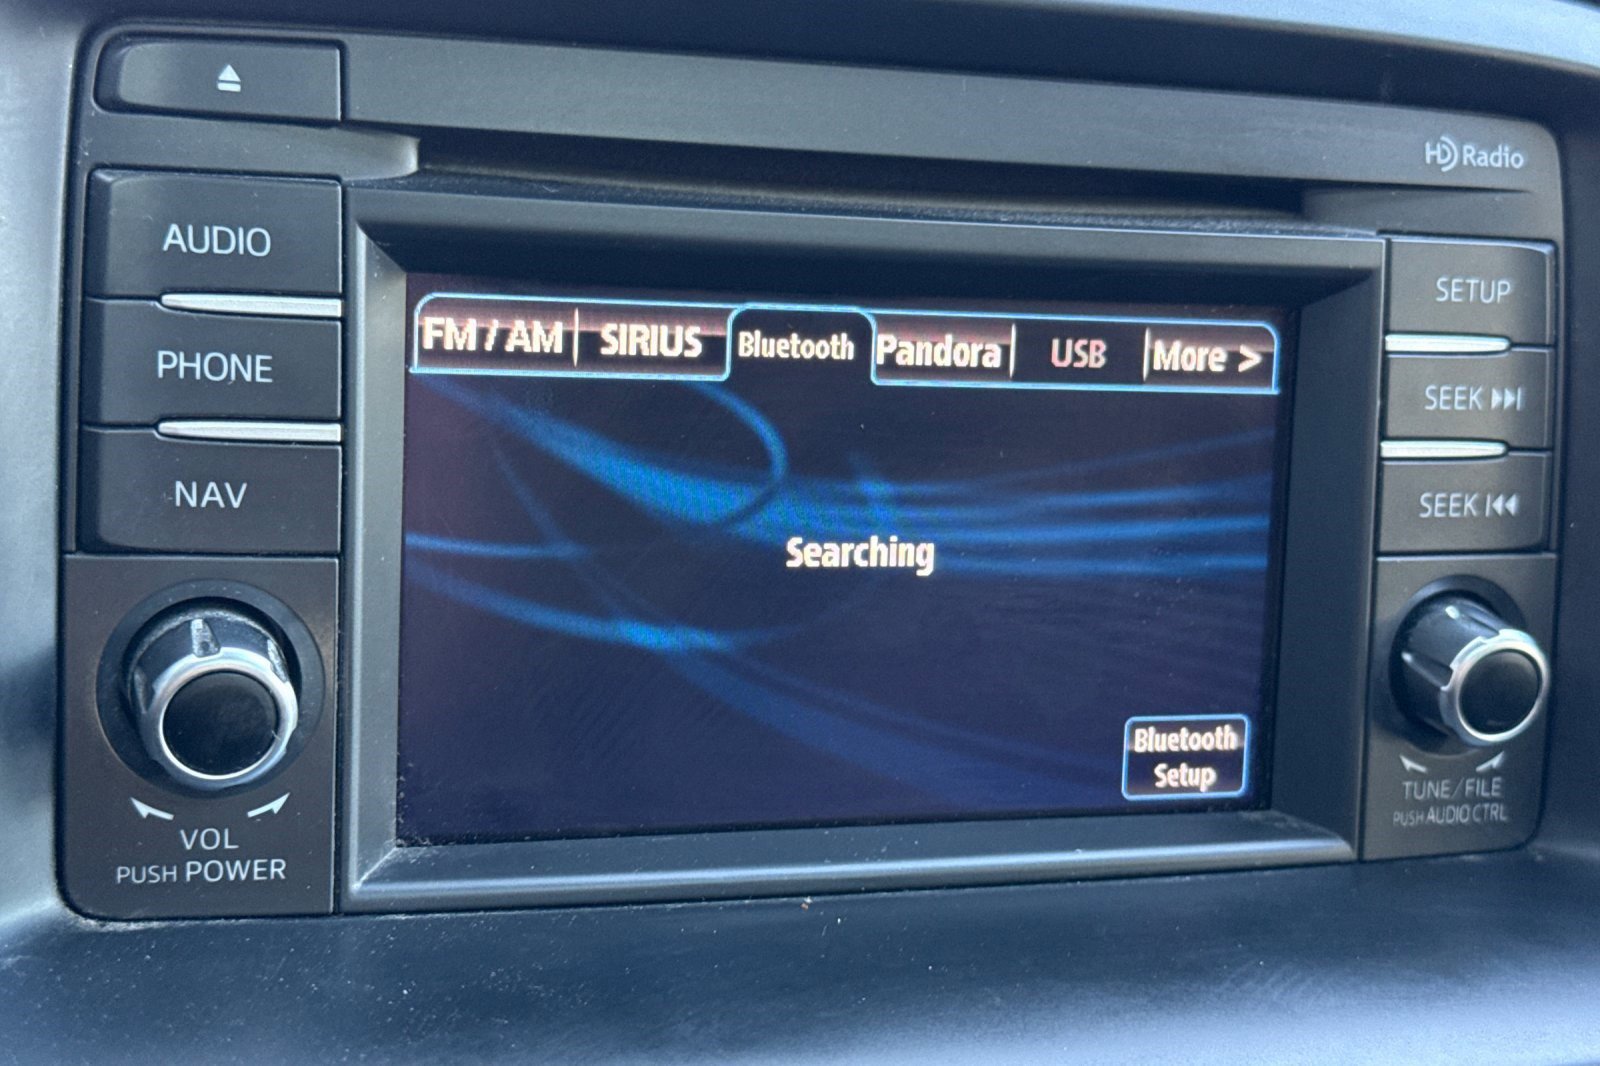 HD Radio
AUDIO
PHONE
NAV
VOL
PUSH POWER
FM / AM
SIRIUS
Bluetooth
Pandora
USB
More >
Searching
Bluetooth
Setup
SETUP
SEEK
SEEK
TUNE/FILE
PUSH AUDIO CTRL